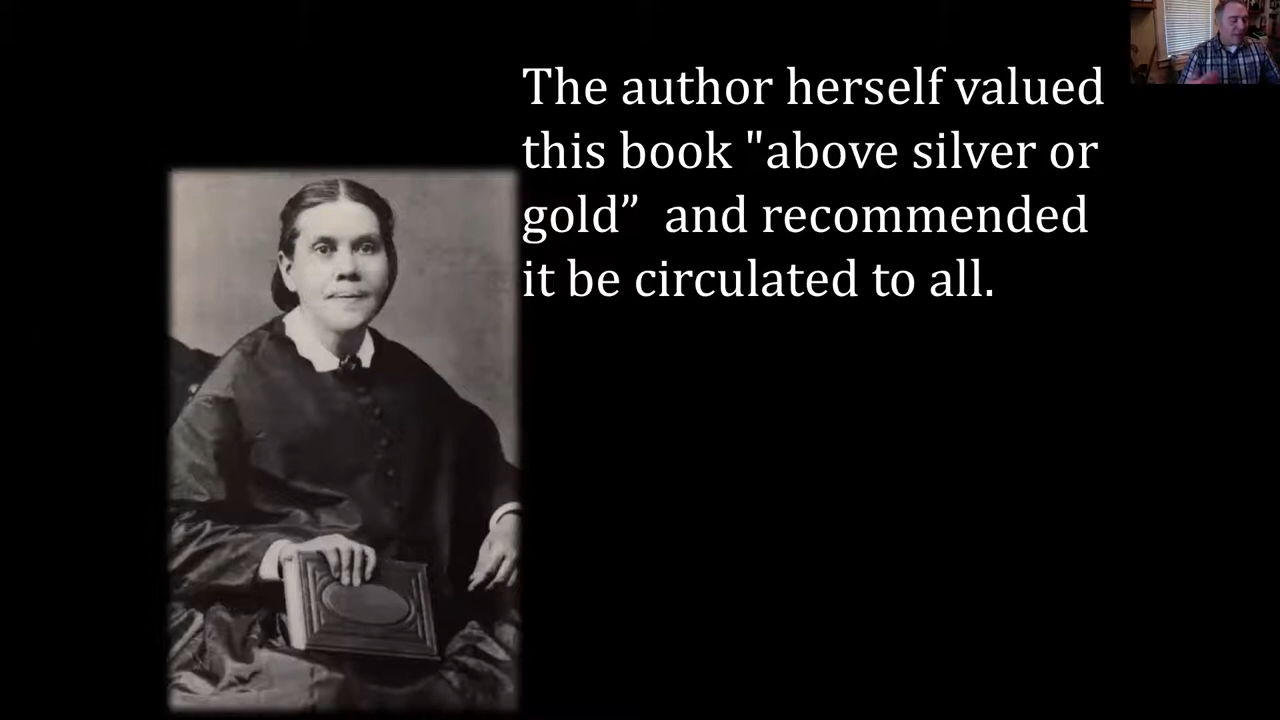 The author herself valued
this book "above silver or
gold”  and recommended
it be circulated to all.